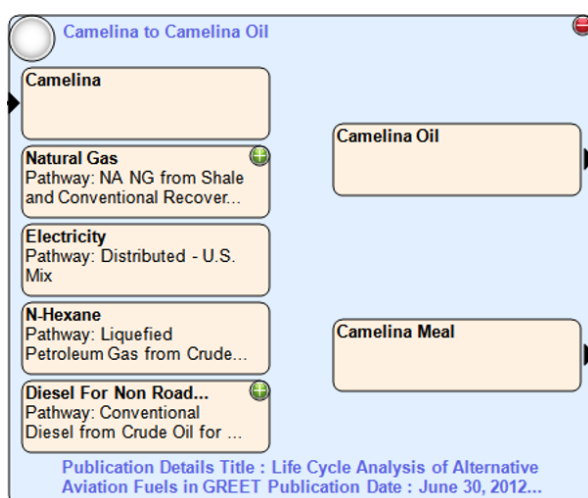 Camelina to Camelina Oil
Camelina
Natural Gas
Pathway: NA NG from Shale
and Conventional Recover...
Electricity
Pathway: Distributed - U.S.
Mix
N-Hexane
Pathway: Liquefied
Petroleum Gas from Crude...
Diesel For Non Road...
Pathway: Conventional
Diesel from Crude Oil for ...
Camelina Oil
Camelina Meal
Publication Details Title : Life Cycle Analysis of Alternative
Aviation Fuels in GREET Publication Date : June 30, 2012...